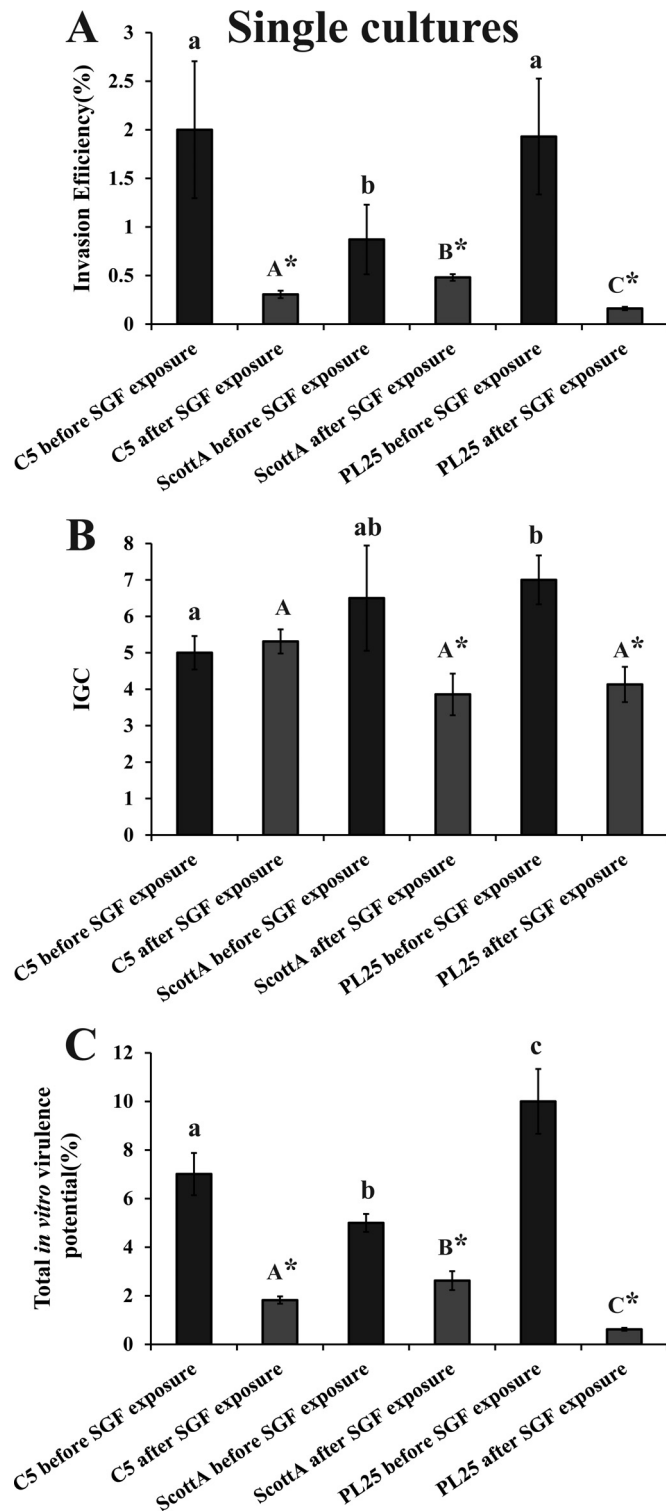 A Single cultures
Invasion Efiiciency(%)
3
2.5
2
1.5
1
0.5
0
a
A*
b
B*
a
C*
C5 before SGF exposure
C5 after SGF exposure
ScottA before SGF exposure
ScottA after SGF exposure
PL25 before SGF exposure
PL25 after SGF exposure
B
IGC
8
7
6
5
4
3
2
1
0
a
A
ab
A*
b
A*
C5 before SGF exposure
C5 after SGF exposure
ScottA before SGF exposure
ScottA after SGF exposure
PL25 before SGF exposure
PL25 after SGF exposure
C
Total in vitro virulence
potential(%)
12
10
8
6
4
2
0
a
A*
b
B*
c
C*
C5 before SGF exposure
C5 after SGF exposure
ScottA before SGF exposure
ScottA after SGF exposure
PL25 before SGF exposure
PL25 after SGF exposure